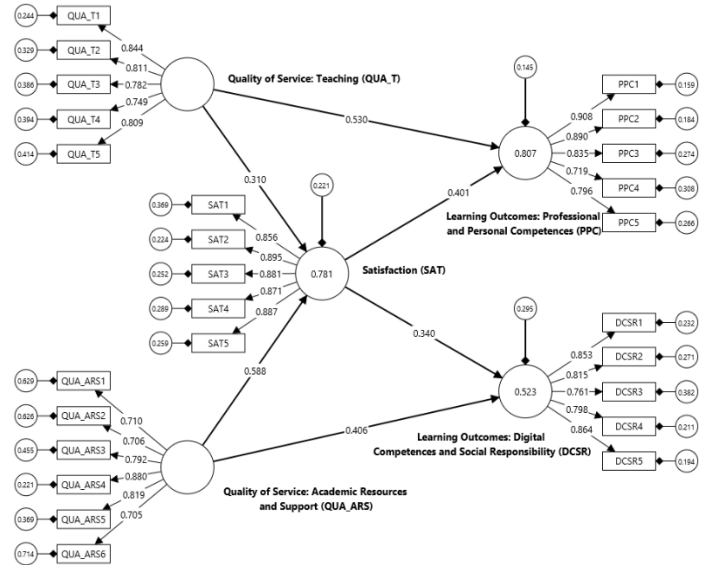 0.244
QUA_T1
0.329
QUA_T2
0.386
QUA_T3
0.394
QUA_T4
0.414
QUA_T5
0.844
0.811
0.782
0.749
0.809
Quality of Service: Teaching (QUA_T)
0.530
0.310
0.145
0.807
0.908
0.890
0.835
0.719
0.796
PPC1
0.159
PPC2
0.184
PPC3
0.274
PPC4
0.308
PPC5
0.266
Learning Outcomes: Professional
and Personal Competences (PPC)
0.401
0.369
SAT1
0.224
SAT2
0.252
SAT3
0.289
SAT4
0.259
SAT5
0.856
0.895
0.881
0.871
0.887
0.221
0.781
Satisfaction (SAT)
0.340
0.588
0.406
0.295
0.523
0.853
0.815
0.761
0.798
0.864
DCSR1
0.232
DCSR2
0.271
DCSR3
0.382
DCSR4
0.211
DCSR5
0.194
Learning Outcomes: Digital
Competences and Social Responsibility (DCSR)
0.629
QUA_ARS1
0.626
QUA_ARS2
0.455
QUA_ARS3
0.221
QUA_ARS4
0.369
QUA_ARS5
0.714
QUA_ARS6
0.710
0.706
0.792
0.880
0.819
0.705
Quality of Service: Academic Resources
and Support (QUA_ARS)